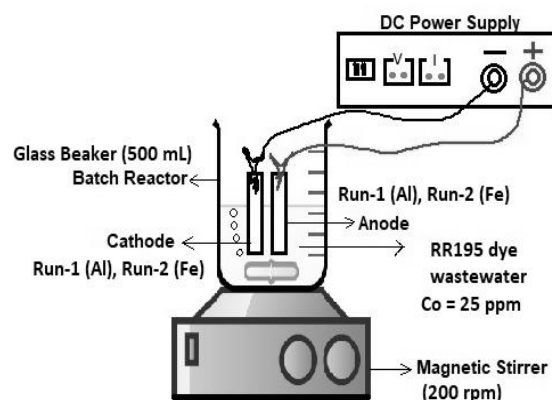 DC Power Supply
V
I
−
+
Glass Beaker (500 mL)
Batch Reactor
Run-1 (Al), Run-2 (Fe)
Anode
Cathode
Run-1 (Al), Run-2 (Fe)
RR195 dye
wastewater
Co = 25 ppm
Magnetic Stirrer
(200 rpm)